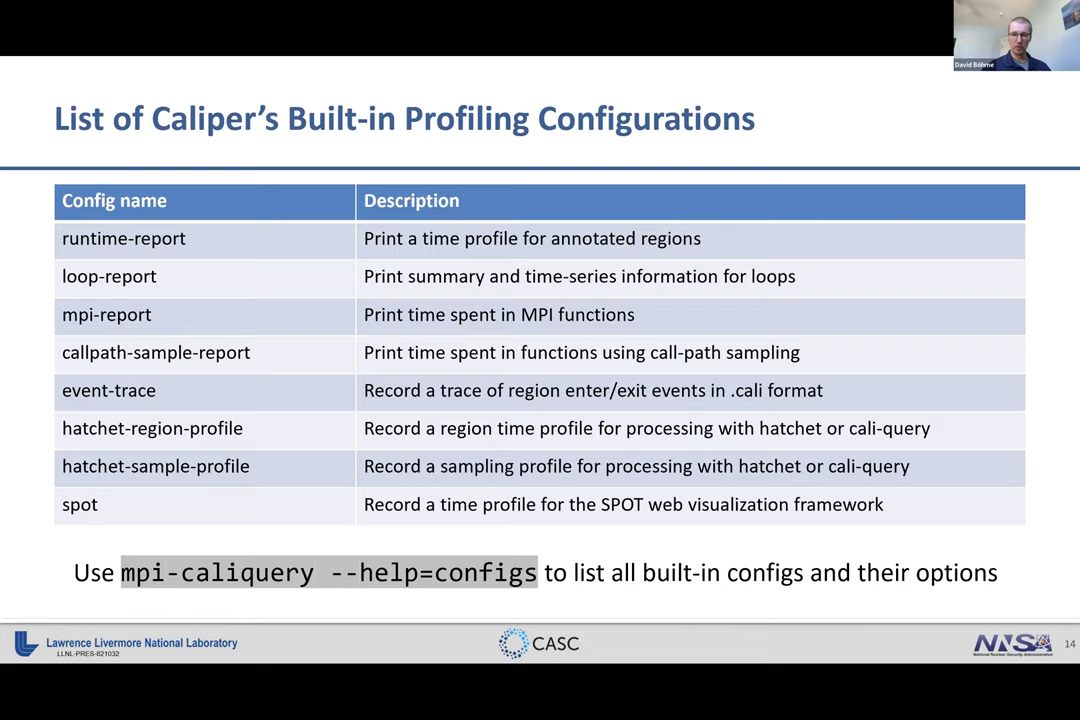 David Böhme
List of Caliper’s Built-in Profiling Configurations
Config name Description
runtime-report Print a time profile for annotated regions
loop-report Print summary and time-series information for loops
mpi-report Print time spent in MPI functions
callpath-sample-report Print time spent in functions using call-path sampling
event-trace Record a trace of region enter/exit events in .cali format
hatchet-region-profile Record a region time profile for processing with hatchet or cali-query
hatchet-sample-profile Record a sampling profile for processing with hatchet or cali-query
spot Record a time profile for the SPOT web visualization framework
Use mpi-caliquery --help=configs to list all built-in configs and their options
Lawrence Livermore National Laboratory
LLNL-PRES-821032
CASC
NNSA
National Nuclear Security Administration
14